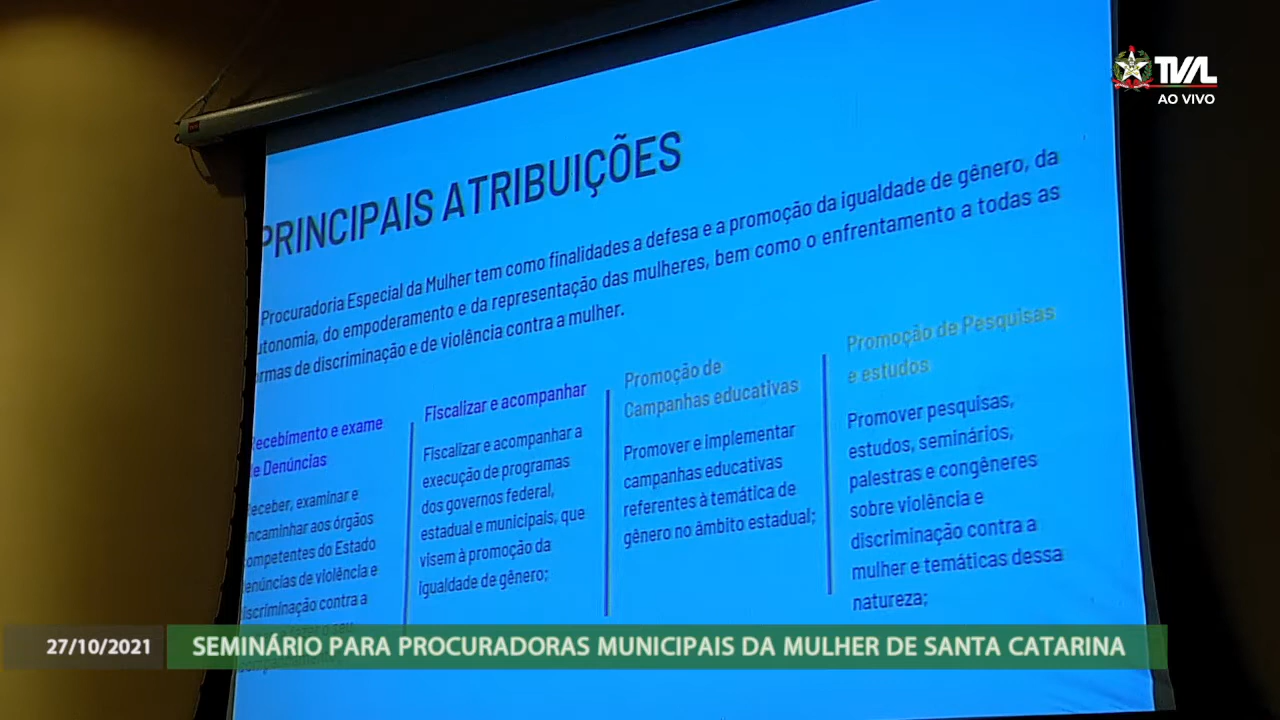 TVAL
AO VIVO
PRINCIPAIS ATRIBUIÇÕES
Procuradoria Especial da Mulher tem como finalidades a defesa e a promoção da igualdade de gênero, da
utonomia, do empoderamento e da representação das mulheres, bem como o enfrentamento a todas as
rmas de discriminação e de violência contra a mulher.
ecebimento e exame
e Denúncias
eceber, examinar e
ncaminhar aos órgãos
ompetentes do Estado
enúncias de violência e
iscriminação contra a
Fiscalizar e acompanhar
Fiscalizar e acompanhar a
execução de programas
dos governos federal,
estadual e municipais, que
visem à promoção da
igualdade de gênero;
Promoção de
Campanhas educativas
Promover e implementar
campanhas educativas
referentes à temática de
gênero no âmbito estadual;
Promoção de Pesquisas
e estudos
Promover pesquisas,
estudos, seminários,
palestras e congêneres
sobre violência e
discriminação contra a
mulher e temáticas dessa
natureza;
27/10/2021
SEMINÁRIO PARA PROCURADORAS MUNICIPAIS DA MULHER DE SANTA CATARINA